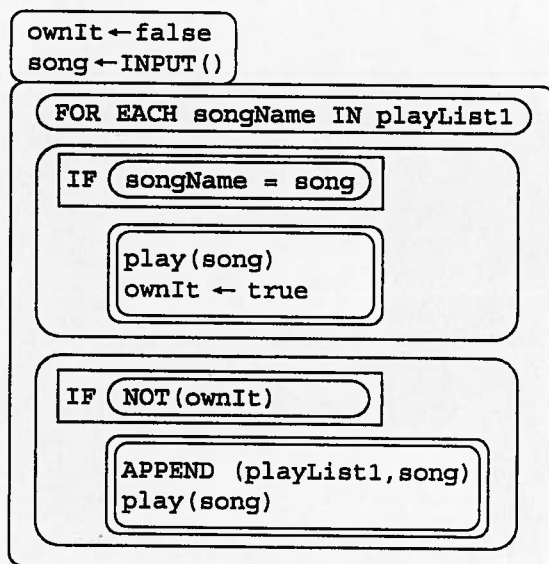 ownIt←false
song←INPUT()
FOR EACH songName IN playList1
IF songName = song
play(song)
ownIt ← true
IF NOT(ownIt)
APPEND (playList1,song)
play(song)